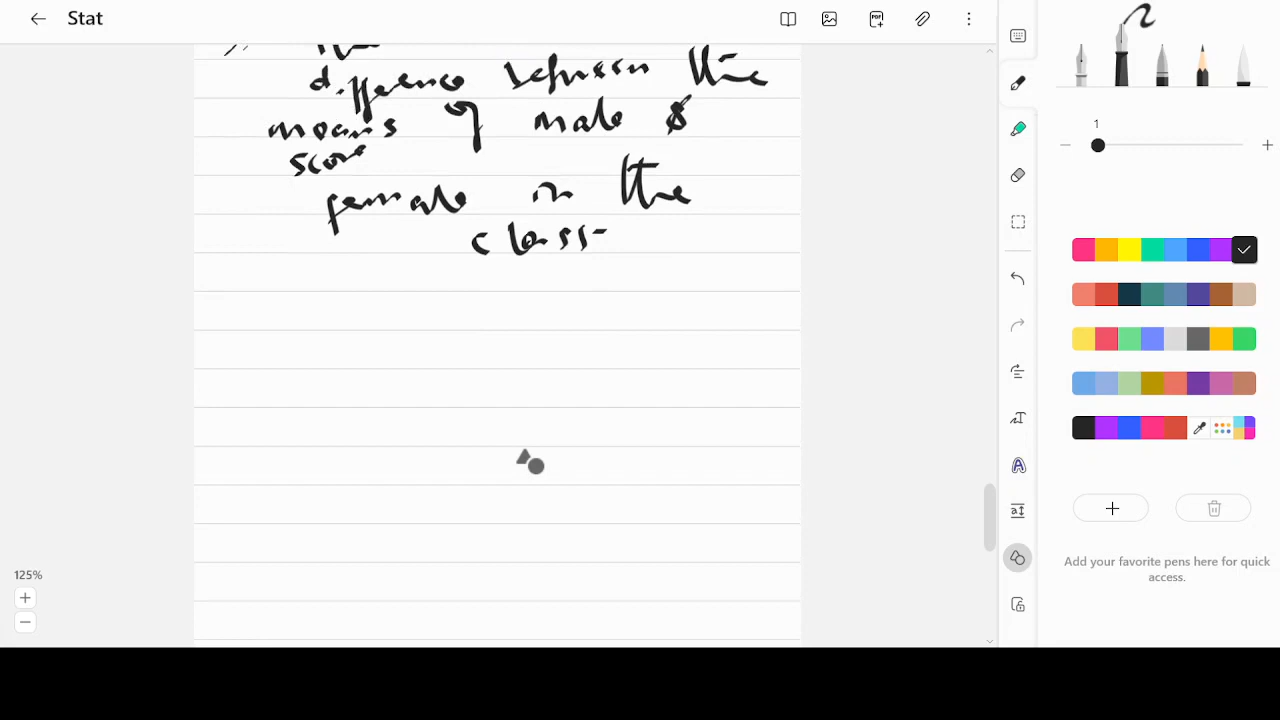 Stat
difference between the
means of male &
score
female in the
class
1
125%
Add your favorite pens here for quick
access.